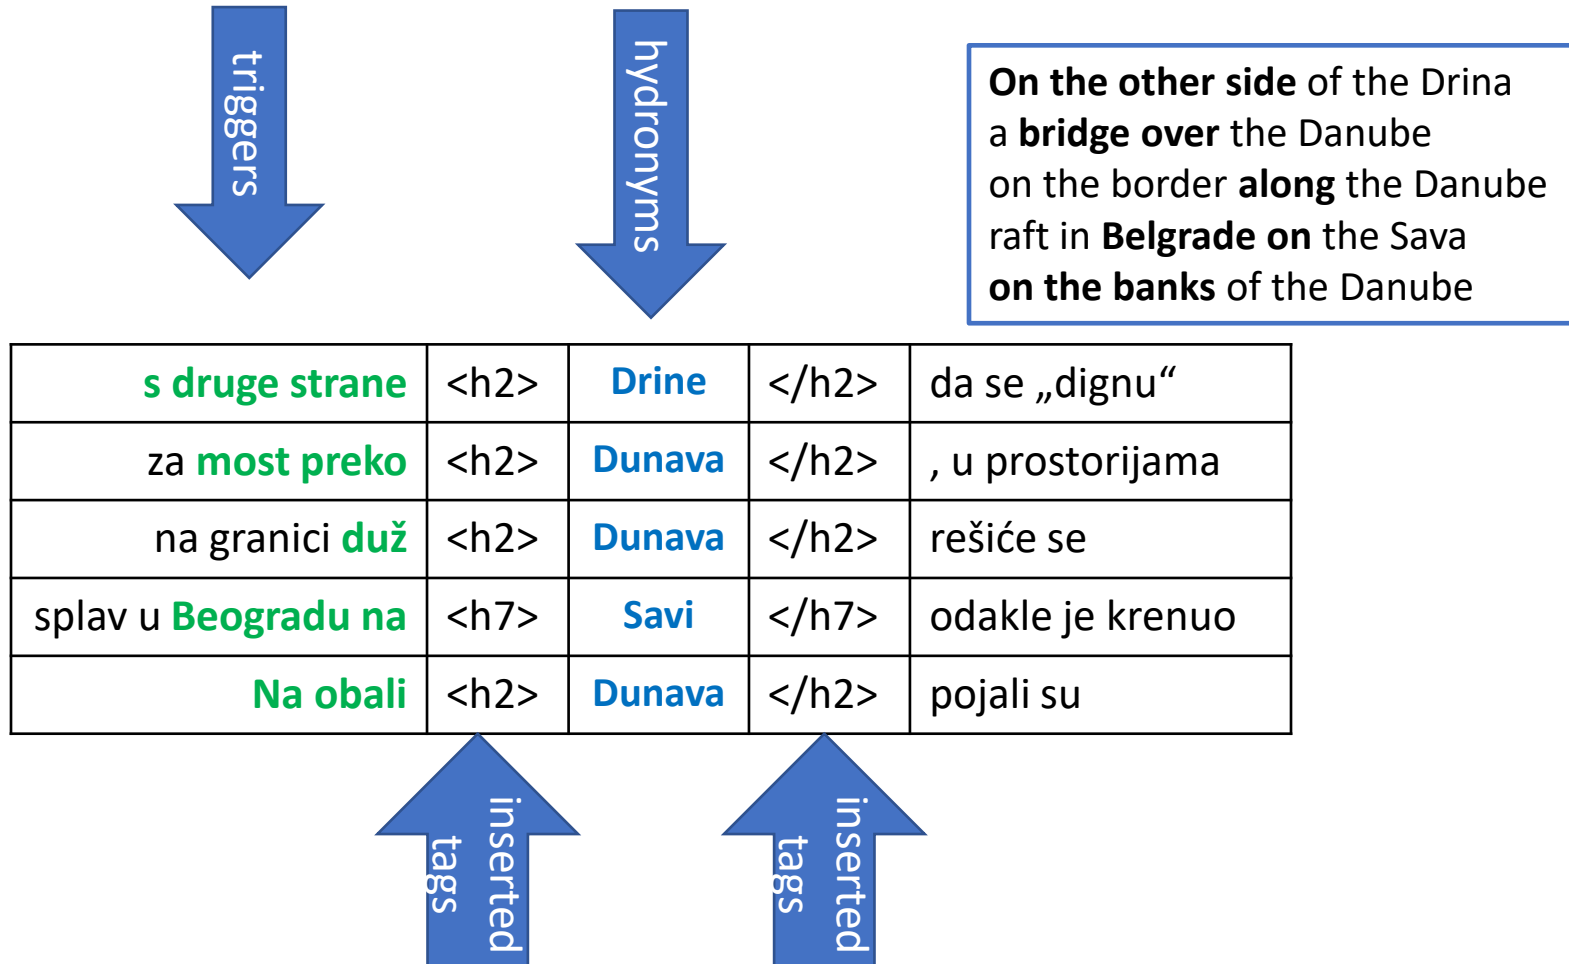 triggers
hydronyms
On the other side of the Drina
a bridge over the Danube
on the border along the Danube
raft in Belgrade on the Sava
on the banks of the Danube
s druge strane <h2> Drine </h2> da se „dignu“
za most preko <h2> Dunava </h2> , u prostorijama
na granici duž <h2> Dunava </h2> rešiće se
splav u Beogradu na <h7> Savi </h7> odakle je krenuo
Na obali <h2> Dunava </h2> pojali su
inserted
tags
inserted
tags